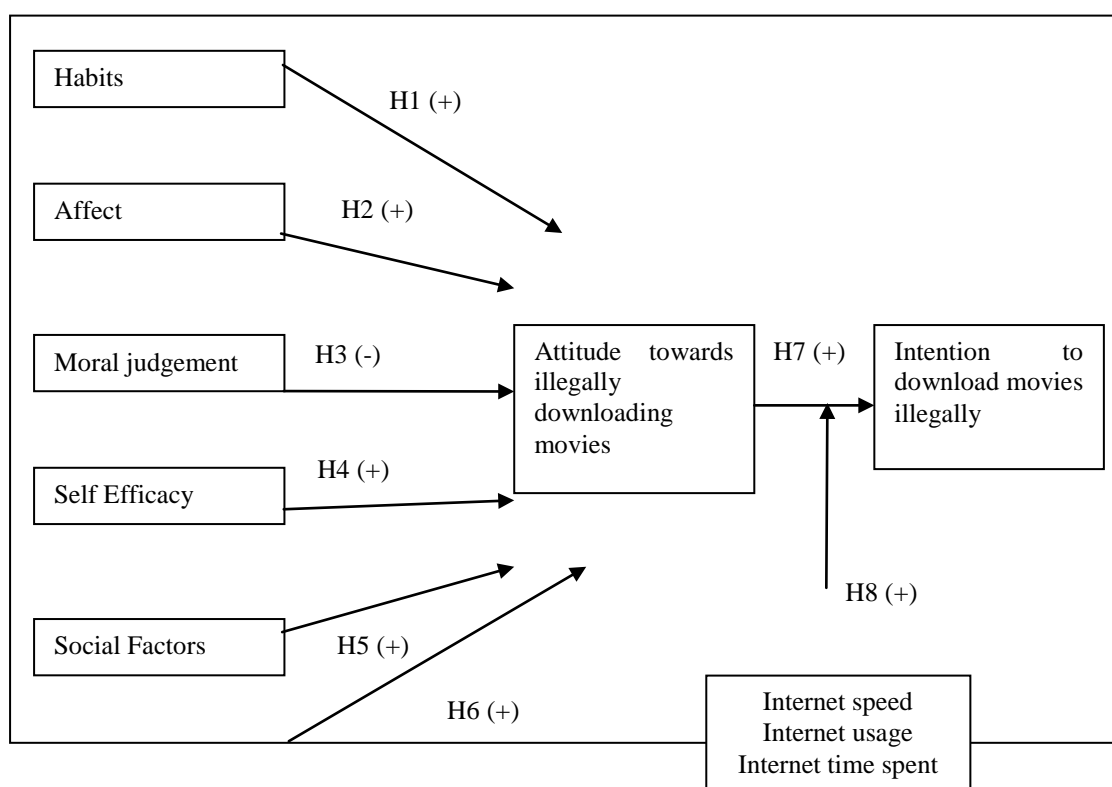 Habits
H1 (+)
Affect
H2 (+)
Moral judgement
H3 (-)
Attitude towards
illegally
downloading
movies
H7 (+)
Intention to
download movies
illegally
Self Efficacy
H4 (+)
H8 (+)
Social Factors
H5 (+)
H6 (+)
Internet speed
Internet usage
Internet time spent